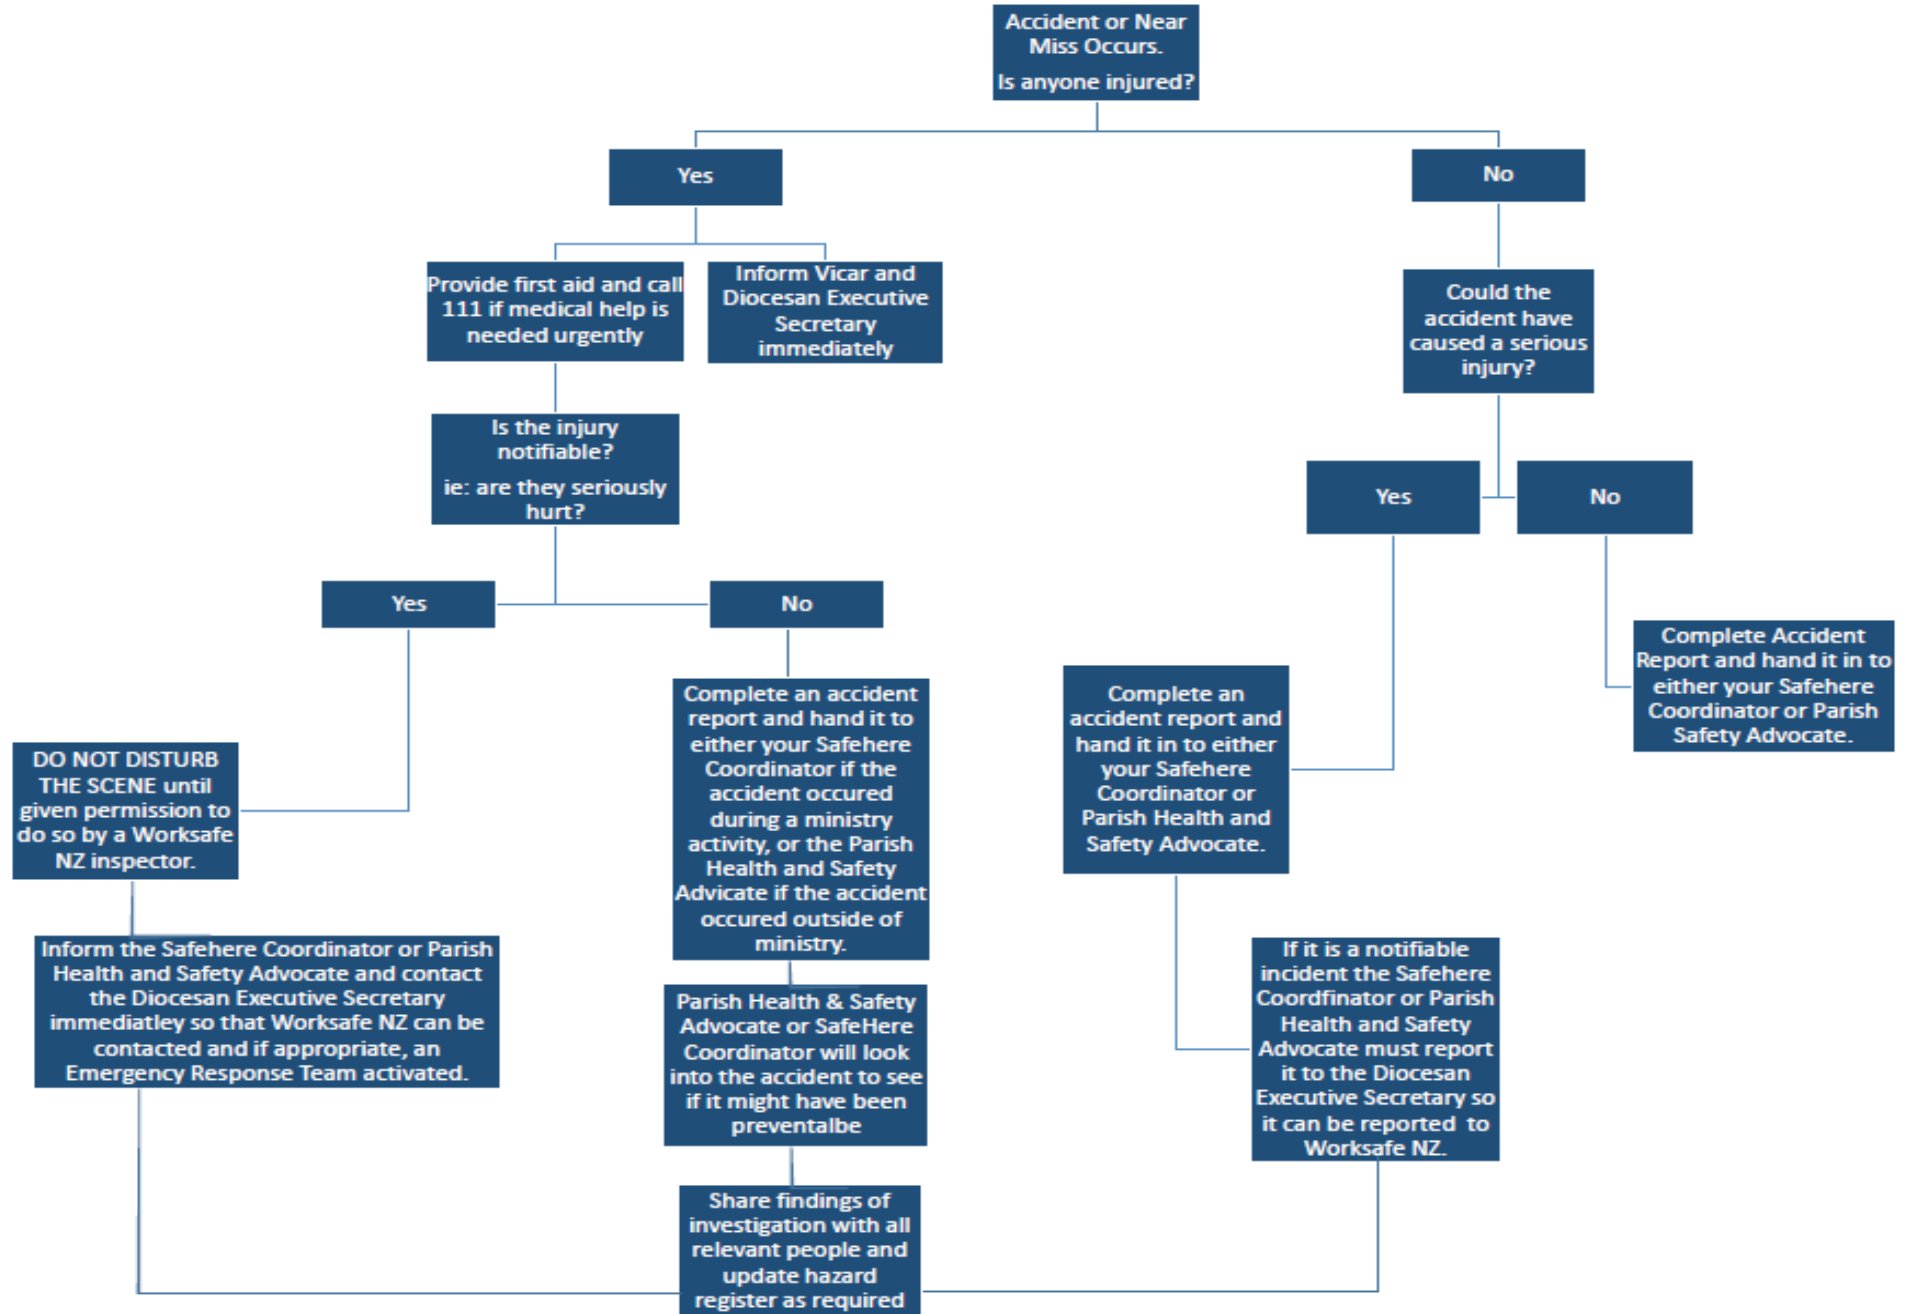 Accident or Near
Miss Occurs.
Is anyone injured?
Yes
No
Provide first aid and call
111 if medical help is
needed urgently
Inform Vicar and
Diocesan Executive
Secretary
immediately
Could the
accident have
caused a serious
injury?
Is the injury
notifiable?
ie: are they seriously
hurt?
Yes
No
Yes
No
Complete Accident
Report and hand it in to
either your Safehere
Coordinator or Parish
Safety Advocate.
Complete an
accident report and
hand it in to either
your Safehere
Coordinator or
Parish Health and
Safety Advocate.
Complete an accident
report and hand it to
either your Safehere
Coordinator if the
accident occured
during a ministry
activity, or the Parish
Health and Safety
Advicate if the accident
occured outside of
ministry.
DO NOT DISTURB
THE SCENE until
given permission to
do so by a Worksafe
NZ inspector.
Inform the Safehere Coordinator or Parish
Health and Safety Advocate and contact
the Diocesan Executive Secretary
immediatley so that Worksafe NZ can be
contacted and if appropriate, an
Emergency Response Team activated.
If it is a notifiable
incident the Safehere
Coordfinator or Parish
Health and Safety
Advocate must report
it to the Diocesan
Executive Secretary so
it can be reported to
Worksafe NZ.
Parish Health & Safety
Advocate or SafeHere
Coordinator will look
into the accident to see
if it might have been
preventalbe
Share findings of
investigation with all
relevant people and
update hazard
register as required